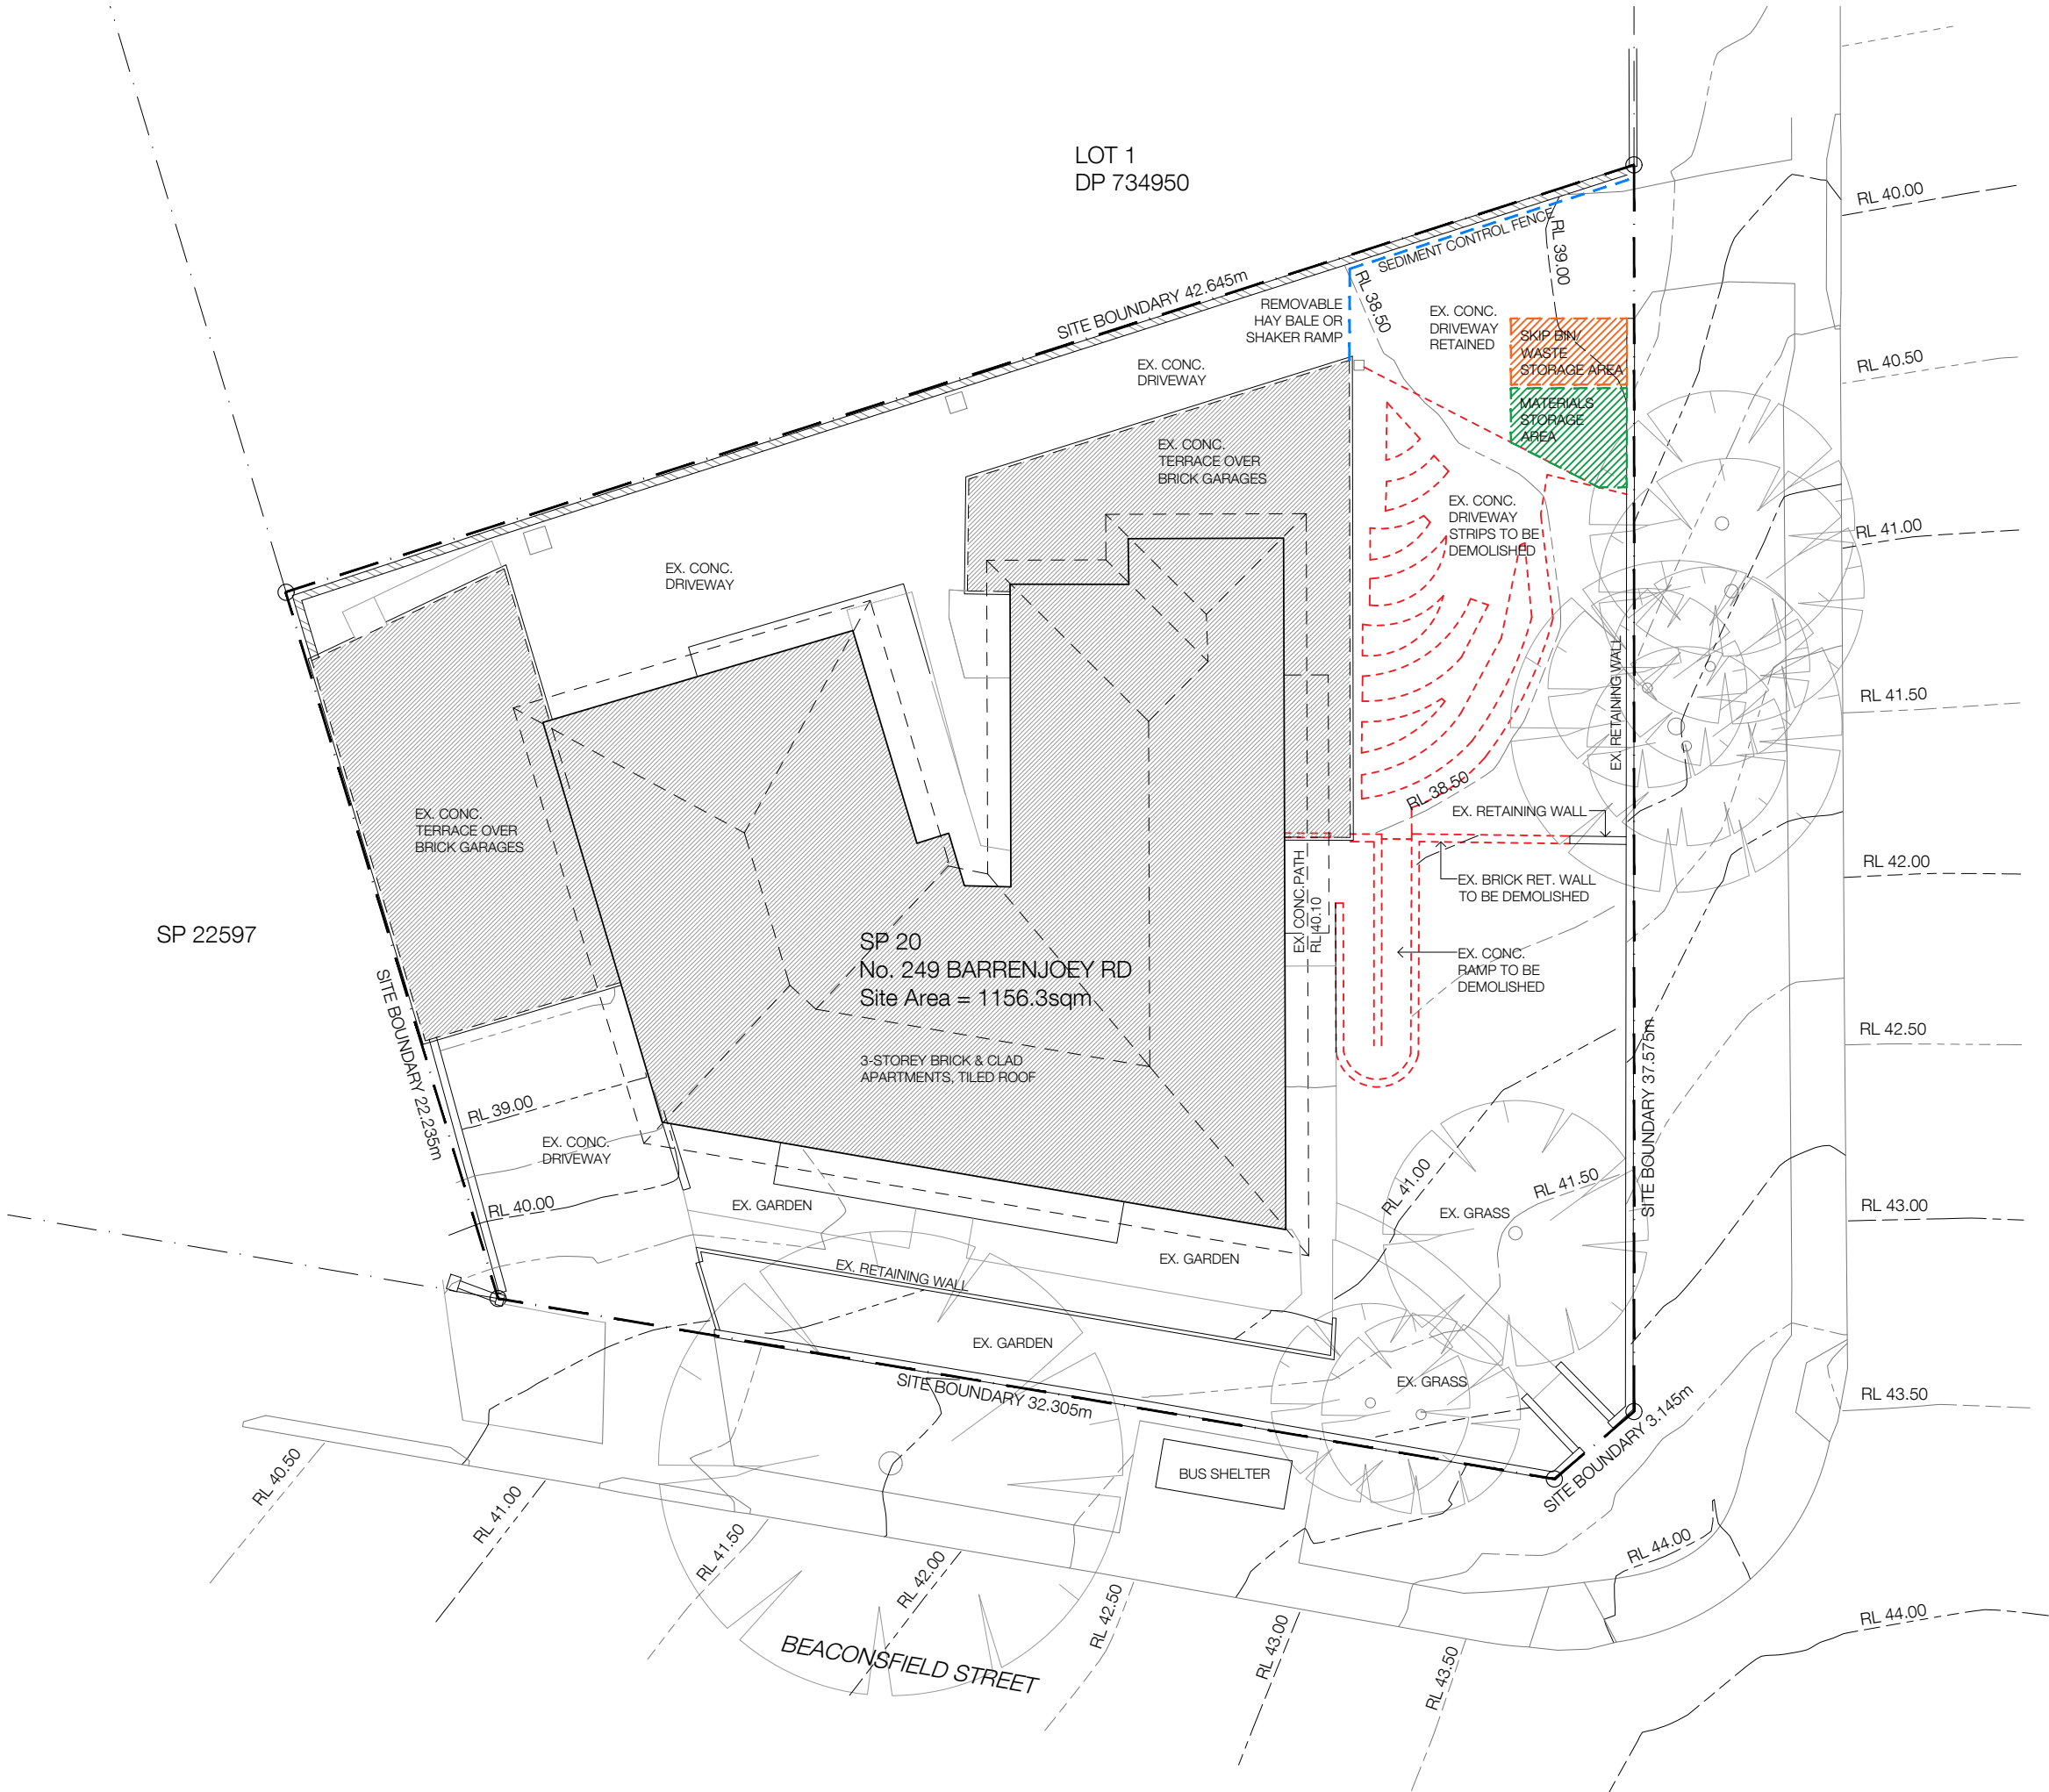 LOT 1
DP 734950
RL 40.00
SEDIMENT CONTROL FENCE
RL 39.00
SITE BOUNDARY 42.645m
RL 38.50
REMOVABLE
HAY BALE OR
SHAKER RAMP
EX. CONC.
DRIVEWAY
RETAINED
SKIP BIN/
WASTE
STORAGE AREA
RL 40.50
EX. CONC.
DRIVEWAY
MATERIALS
STORAGE
AREA
EX. CONC.
TERRACE OVER
BRICK GARAGES
EX. CONC.
DRIVEWAY
STRIPS TO BE
DEMOLISHED
RL 41.00
EX. CONC.
DRIVEWAY
EX. RETAINING WALL
RL 41.50
RL 38.50
EX. CONC.
TERRACE OVER
BRICK GARAGES
EX. RETAINING WALL
RL 42.00
EX. BRICK RET. WALL
TO BE DEMOLISHED
EX. CONC.PATH
RL 40.10
SP 22597
SP 20
No. 249 BARRENJOEY RD
Site Area = 1156.3sqm
EX. CONC.
RAMP TO BE
DEMOLISHED
RL 42.50
SITE BOUNDARY 22.235m
SITE BOUNDARY 37.575m
3-STOREY BRICK & CLAD
APARTMENTS, TILED ROOF
RL 39.00
EX. CONC.
DRIVEWAY
RL 41.00
RL 41.50
RL 40.00
EX. GARDEN
EX. GRASS
RL 43.00
EX. GARDEN
EX. RETAINING WALL
EX. GARDEN
SITE BOUNDARY 32.305m
EX. GRASS
RL 43.50
SITE BOUNDARY 3.145m
BUS SHELTER
RL 40.50
RL 41.00
RL 41.50
RL 42.00
RL 42.50
RL 43.00
RL 43.50
RL 44.00
RL 44.00
BEACONSFIELD STREET